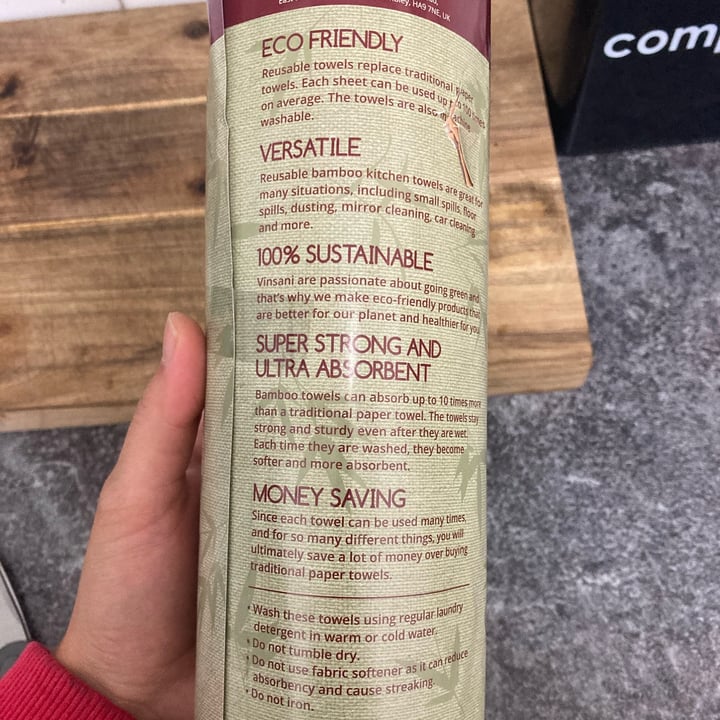 HA9 7NE, UK
ECO FRIENDLY
Reusable towels replace traditional paper
towels. Each sheet can be used up to 100 times
on average. The towels are also machine
washable.
VERSATILE
Reusable bamboo kitchen towels are great for
many situations, including small spills, floor
spills, dusting, mirror cleaning, car cleaning
and more.
100% SUSTAINABLE
Vinsani are passionate about going green and
that's why we make eco-friendly products that
are better for our planet and healthier for you
SUPER STRONG AND
ULTRA ABSORBENT
Bamboo towels can absorb up to 10 times more
than a traditional paper towel. The towels stay
strong and sturdy even after they are wet.
Each time they are washed, they become
softer and more absorbent.
MONEY SAVING
Since each towel can be used many times,
and for so many different things, you will
ultimately save a lot of money over buying
traditional paper towels.
• Wash these towels using regular laundry
detergent in warm or cold water.
• Do not tumble dry.
• Do not use fabric softener as it can reduce
absorbency and cause streaking.
• Do not iron.
com